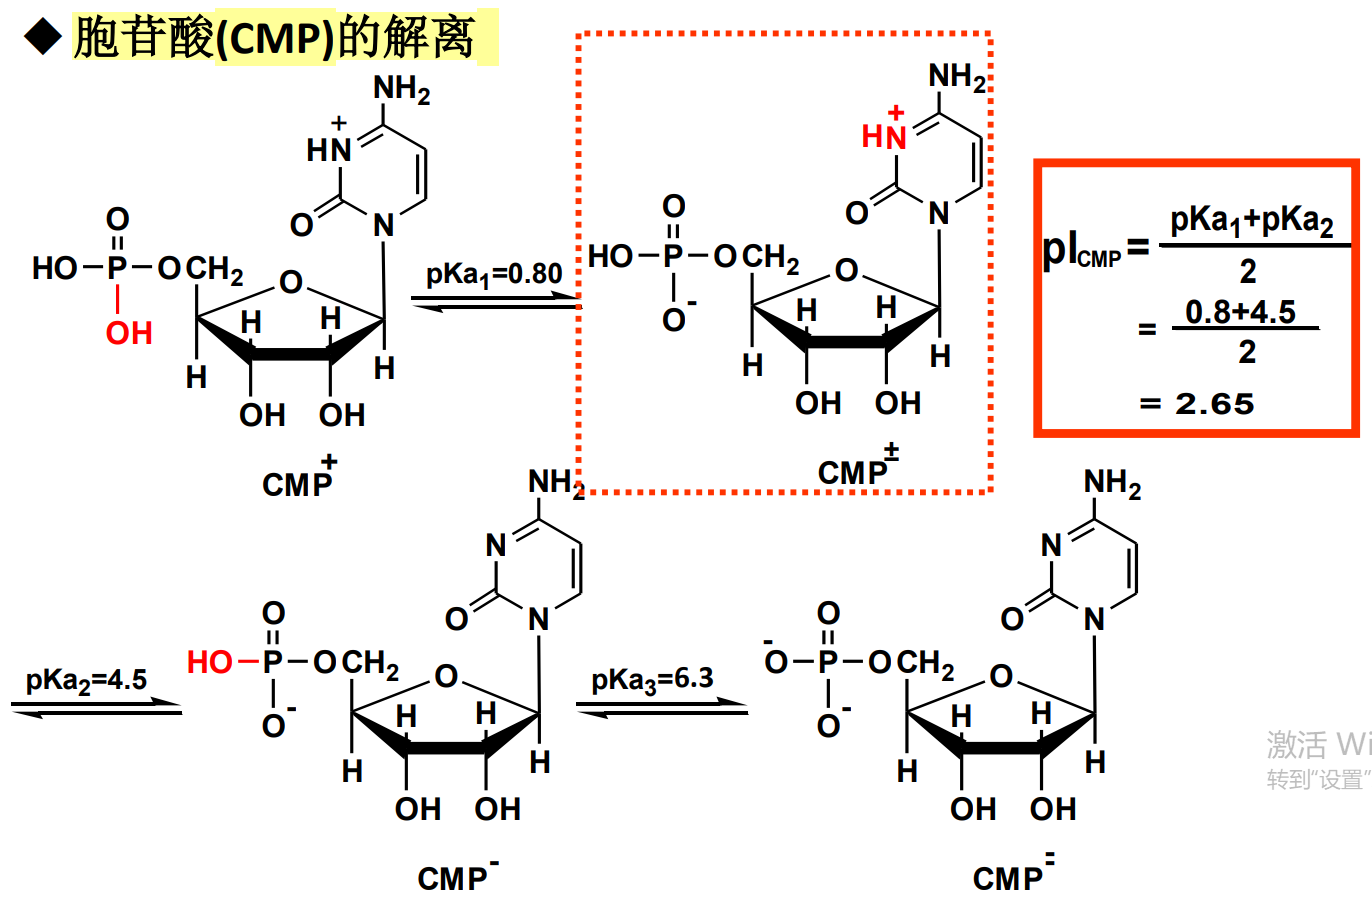 ◆ 胞苷酸(CMP)的解离
NH2
+
HN
O
N
O
HO P O CH2
OH
O
H H
H H
OH OH
CMP+
pKa1=0.80
NH2
+
HN
O
N
O
HO P O CH2
O-
O
H H
H H
OH OH
CMP±
pICMP = pKa1+pKa2
2
= 0.8+4.5
2
= 2.65
pKa2=4.5
NH2
N
O
N
O
HO P O CH2
O-
O
H H
H H
OH OH
CMP-
pKa3=6.3
NH2
N
O
N
O
-O P O CH2
O-
O
H H
H H
OH OH
CMP=
激活 Wi
转到"设置"